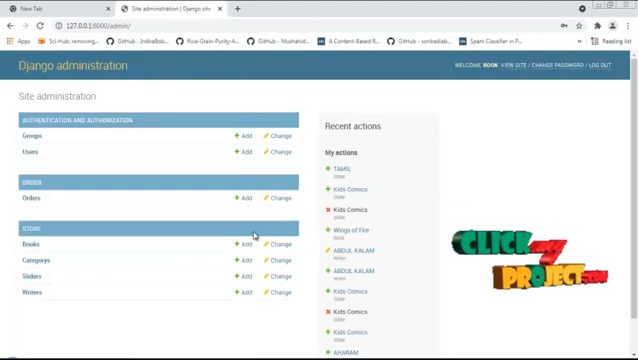 New Tab
Site administration | Django sit
127.0.0.1:8000/admin/
Apps
Sci-Hub: removing...
GitHub - IndiraBob...
Rice-Grain-Purity-A...
GitHub - Mushahid...
A Content-Based R...
GitHub - sonbadiab...
Spam Classifier in P...
Reading list
Django administration
WELCOME, BOOK. VIEW SITE / CHANGE PASSWORD / LOG OUT
Site administration
AUTHENTICATION AND AUTHORIZATION
Groups
Add
Change
Users
Add
Change
ORDER
Orders
Add
Change
STORE
Books
Add
Change
Categorys
Add
Change
Sliders
Add
Change
Writers
Add
Change
Recent actions
My actions
TAMIL
Slider
Kids Comics
Slider
Kids Comics
Slider
Wings of Fire
Book
ABDUL KALAM
Writer
ABDUL KALAM
Writer
Kids Comics
Slider
Kids Comics
Slider
Kids Comics
Slider
AHARAM
CLICK my
PROJECT.COM